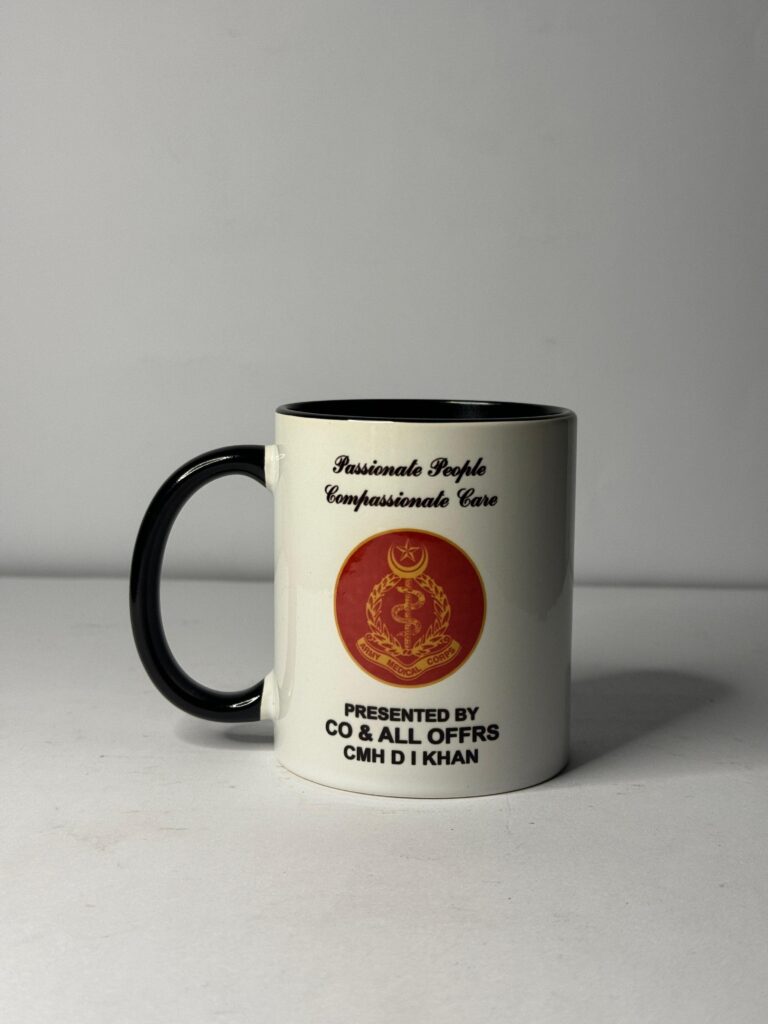 Passionate People
Compassionate Care
ARMY MEDICAL CORPS
PRESENTED BY
CO & ALL OFFRS
CMH D I KHAN